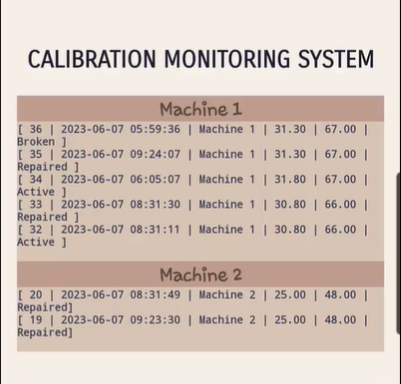 CALIBRATION MONITORING SYSTEM
Machine 1
[ 36 | 2023-06-07 05:59:36 | Machine 1 | 31.30 | 67.00 |
Broken ]
[ 35 | 2023-06-07 09:24:07 | Machine 1 | 31.30 | 67.00 |
Repaired ]
[ 34 | 2023-06-07 06:05:07 | Machine 1 | 31.80 | 67.00 |
Active ]
[ 33 | 2023-06-07 08:31:30 | Machine 1 | 30.80 | 66.00 |
Repaired ]
[ 32 | 2023-06-07 08:31:11 | Machine 1 | 30.80 | 66.00 |
Active ]
Machine 2
[ 20 | 2023-06-07 08:31:49 | Machine 2 | 25.00 | 48.00 |
Repaired]
[ 19 | 2023-06-07 09:23:30 | Machine 2 | 25.00 | 48.00 |
Repaired]